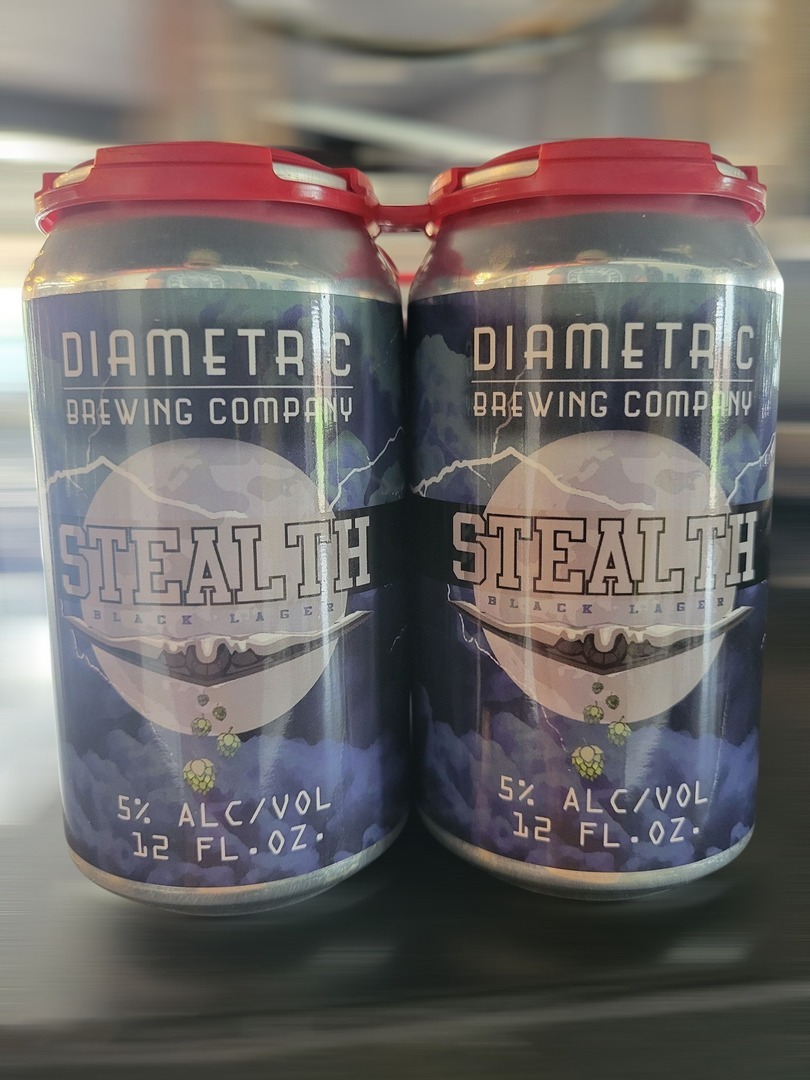 DIAMETRIC
BREWING COMPANY
STEALTH
BLACK LAGER
5% ALC/VOL
12 FL.OZ.
DIAMETRIC
BREWING COMPANY
STEALTH
BLACK LAGER
5% ALC/VOL
12 FL.OZ.